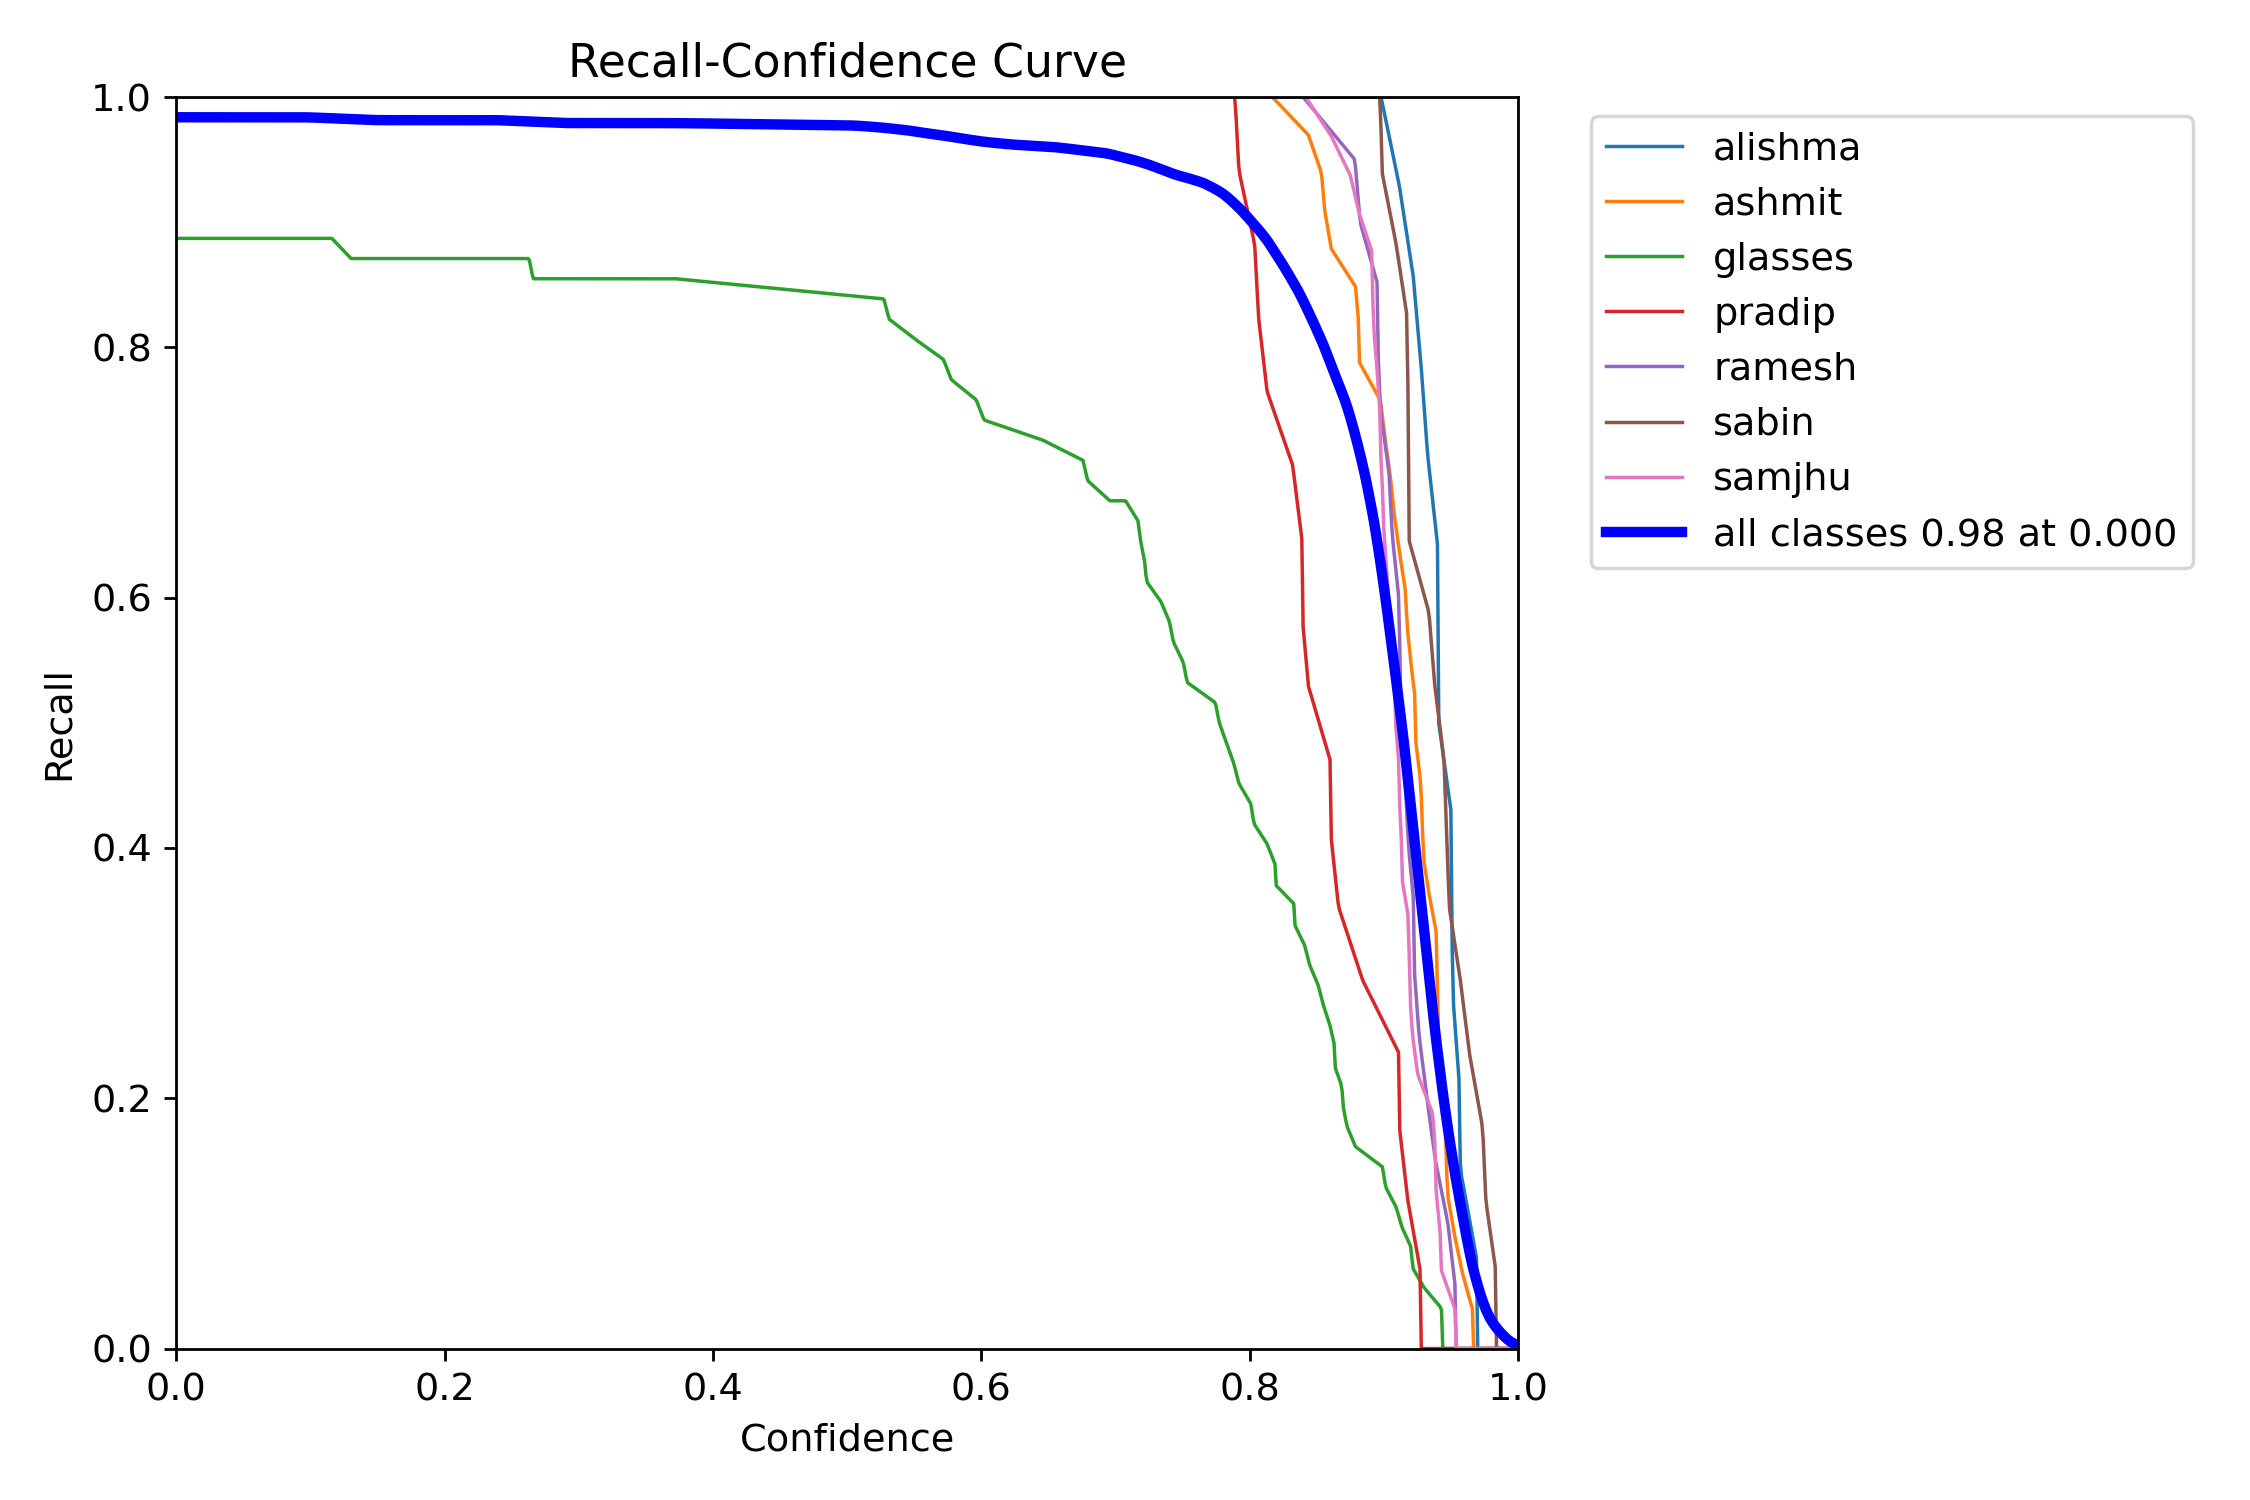 Recall-Confidence Curve
1.0
0.8
0.6
0.4
0.2
0.0
Recall
0.0 0.2 0.4 0.6 0.8 1.0
Confidence
alishma
ashmit
glasses
pradip
ramesh
sabin
samjhu
all classes 0.98 at 0.000